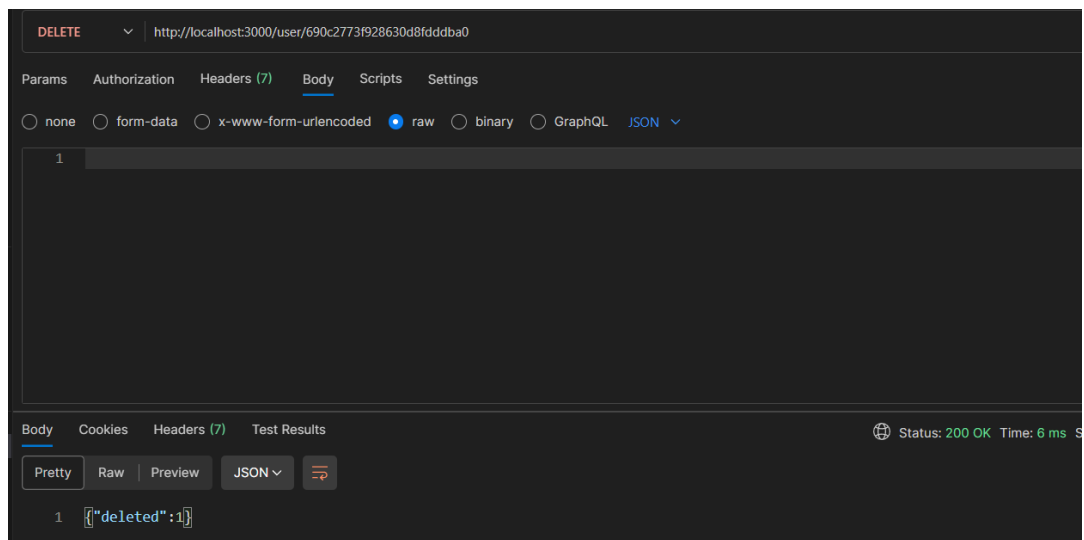 DELETE http://localhost:3000/user/690c2773f928630d8fdddba0
Params Authorization Headers (7) Body Scripts Settings
none form-data x-www-form-urlencoded raw binary GraphQL JSON
1
Body Cookies Headers (7) Test Results Status: 200 OK Time: 6 ms S
Pretty Raw Preview JSON
1 {"deleted":1}